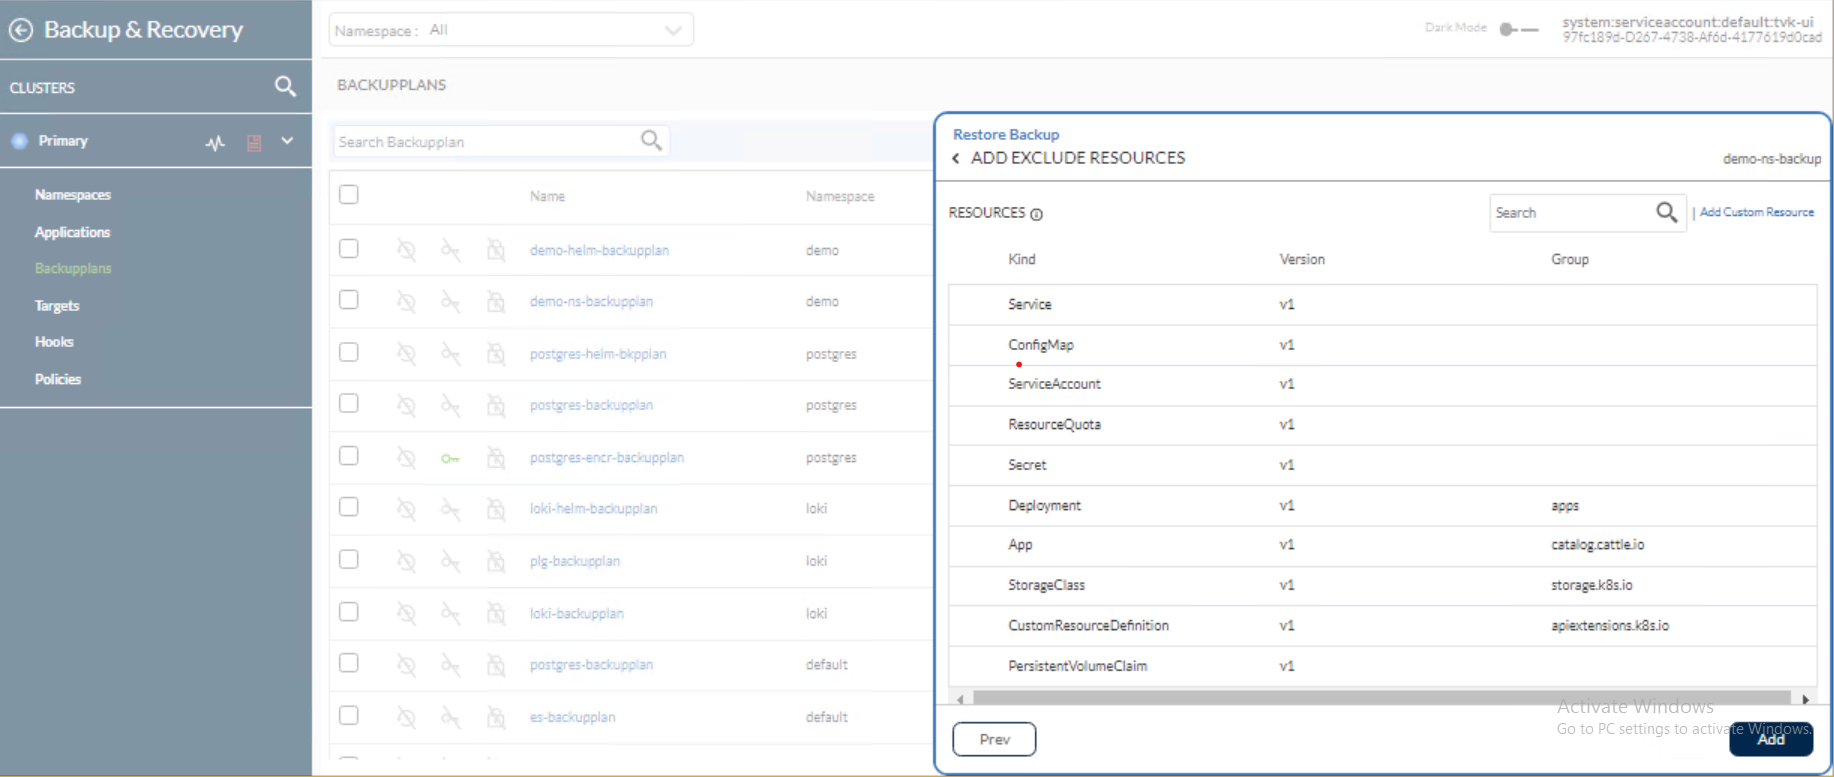 Backup & Recovery
CLUSTERS
Primary
Namespaces
Applications
Backupplans
Targets
Hooks
Policies
Namespace : All
Dark Mode
system:serviceaccount:default:tvk-ui
97fc189d-D267-4738-Af6d-4177619d0cad
BACKUPPLANS
Search Backupplan
Name Namespace
demo-helm-backupplan demo
demo-ns-backupplan demo
postgres-helm-bkpplan postgres
postgres-backupplan postgres
postgres-encr-backupplan postgres
loki-helm-backupplan loki
plg-backupplan loki
loki-backupplan loki
postgres-backupplan default
es-backupplan default
Restore Backup
ADD EXCLUDE RESOURCES
demo-ns-backup
RESOURCES
Search
| Add Custom Resource
Kind Version Group
Service v1
ConfigMap v1
ServiceAccount v1
ResourceQuota v1
Secret v1
Deployment v1 apps
App v1 catalog.cattle.io
StorageClass v1 storage.k8s.io
CustomResourceDefinition v1 apiextensions.k8s.io
PersistentVolumeClaim v1
Activate Windows
Go to PC settings to activate Windows.
Prev
Add